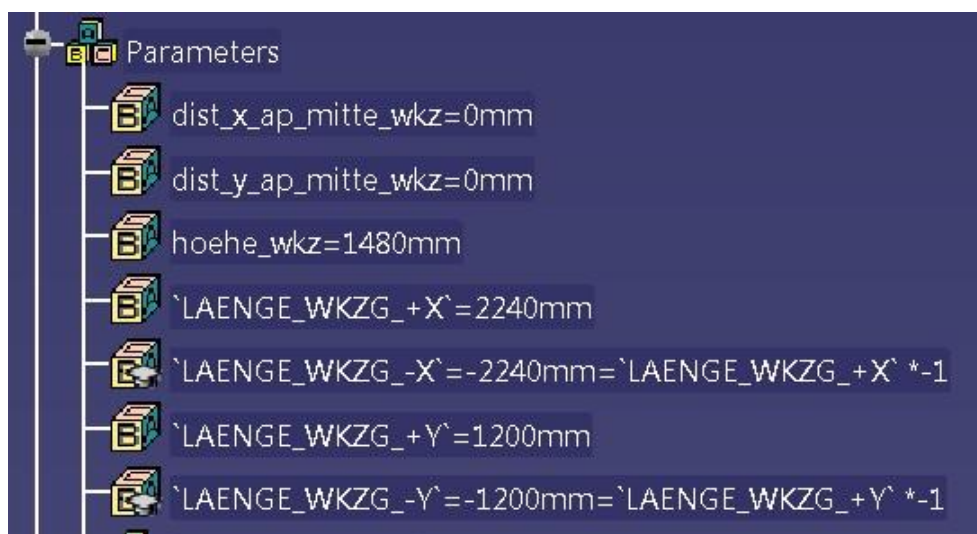 Parameters
dist_x_ap_mitte_wkz=0mm
dist_y_ap_mitte_wkz=0mm
hoehe_wkz=1480mm
`LAENGE_WKZG_+X`=2240mm
`LAENGE_WKZG_-X`=-2240mm=`LAENGE_WKZG_+X` *-1
`LAENGE_WKZG_+Y`=1200mm
`LAENGE_WKZG_-Y`=-1200mm=`LAENGE_WKZG_+Y` *-1